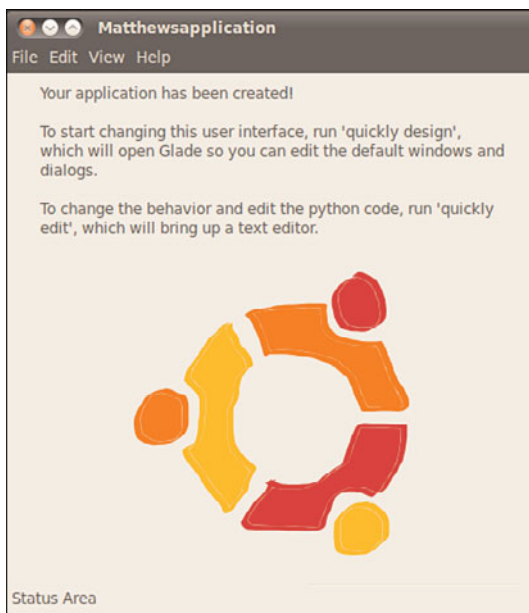 Matthewsapplication
File Edit View Help
Your application has been created!
To start changing this user interface, run 'quickly design',
which will open Glade so you can edit the default windows and
dialogs.
To change the behavior and edit the python code, run 'quickly
edit', which will bring up a text editor.
Status Area